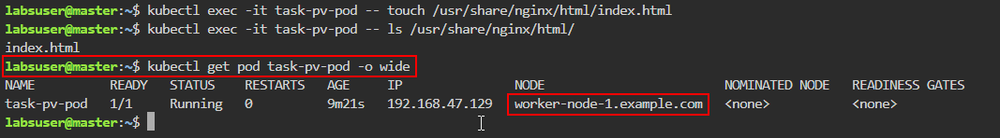 labsuser@master:~$ kubectl exec -it task-pv-pod -- touch /usr/share/nginx/html/index.html
labsuser@master:~$ kubectl exec -it task-pv-pod -- ls /usr/share/nginx/html/
index.html
labsuser@master:~$ kubectl get pod task-pv-pod -o wide
NAME READY STATUS RESTARTS AGE IP NODE NOMINATED NODE READINESS GATES
task-pv-pod 1/1 Running 0 9m21s 192.168.47.129 worker-node-1.example.com <none> <none>
labsuser@master:~$